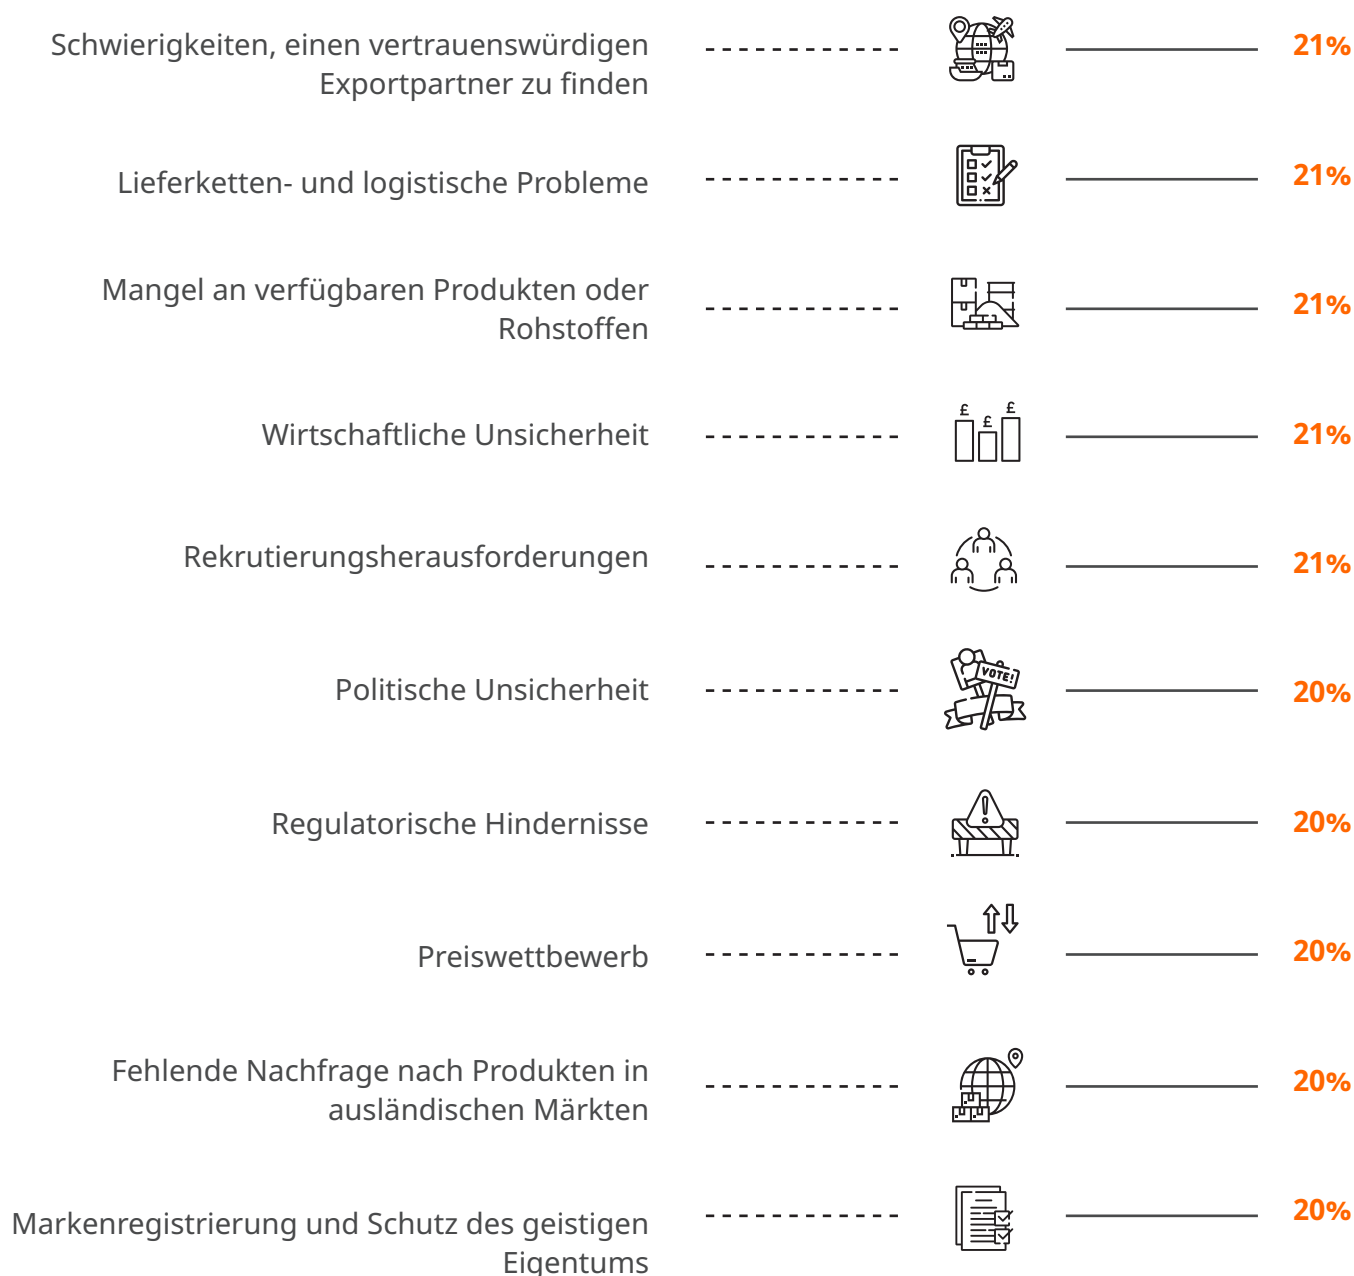 Schwierigkeiten, einen vertrauenswürdigen
Exportpartner zu finden
21%
Lieferketten- und logistische Probleme
21%
Mangel an verfügbaren Produkten oder
Rohstoffen
21%
Wirtschaftliche Unsicherheit
£ £ £
21%
Rekrutierungsherausforderungen
21%
Politische Unsicherheit
VOTE!
20%
Regulatorische Hindernisse
20%
Preiswettbewerb
20%
Fehlende Nachfrage nach Produkten in
ausländischen Märkten
20%
Markenregistrierung und Schutz des geistigen
Eigentums
20%